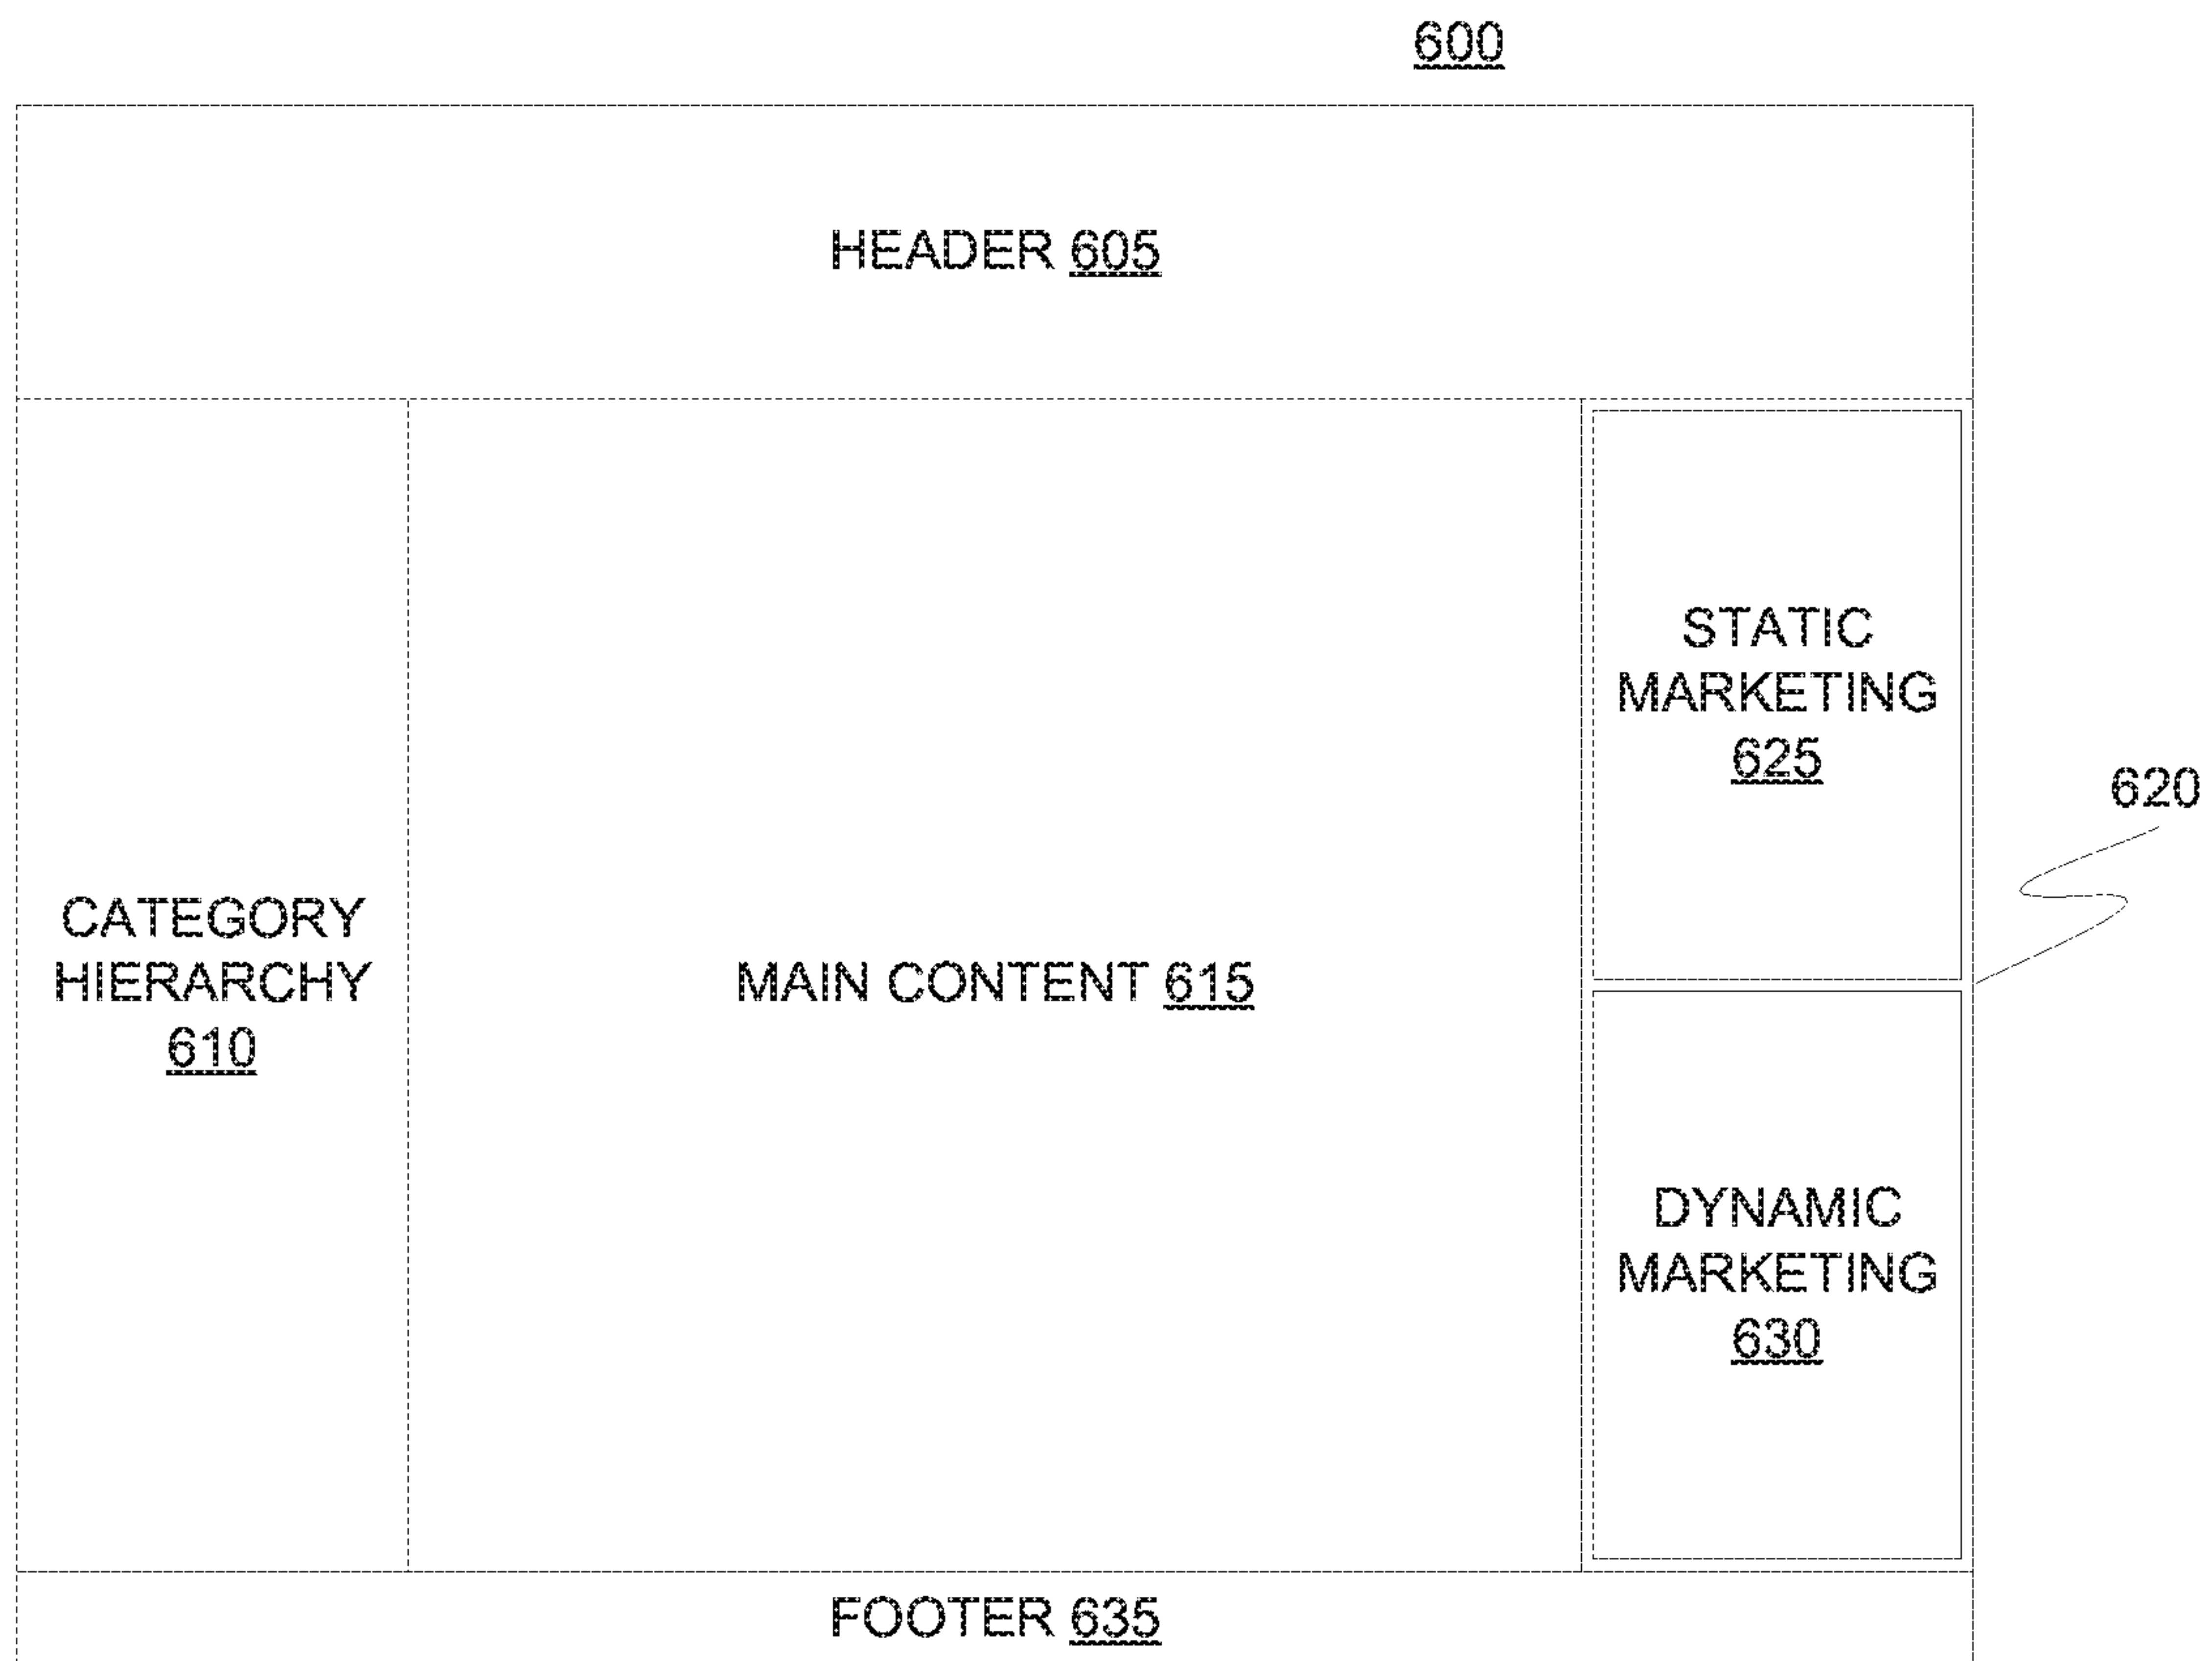 600
HEADER 605
STATIC
MARKETING
625
620
CATEGORY
HIERARCHY
610
MAIN CONTENT 615
DYNAMIC
MARKETING
630
FOOTER 635